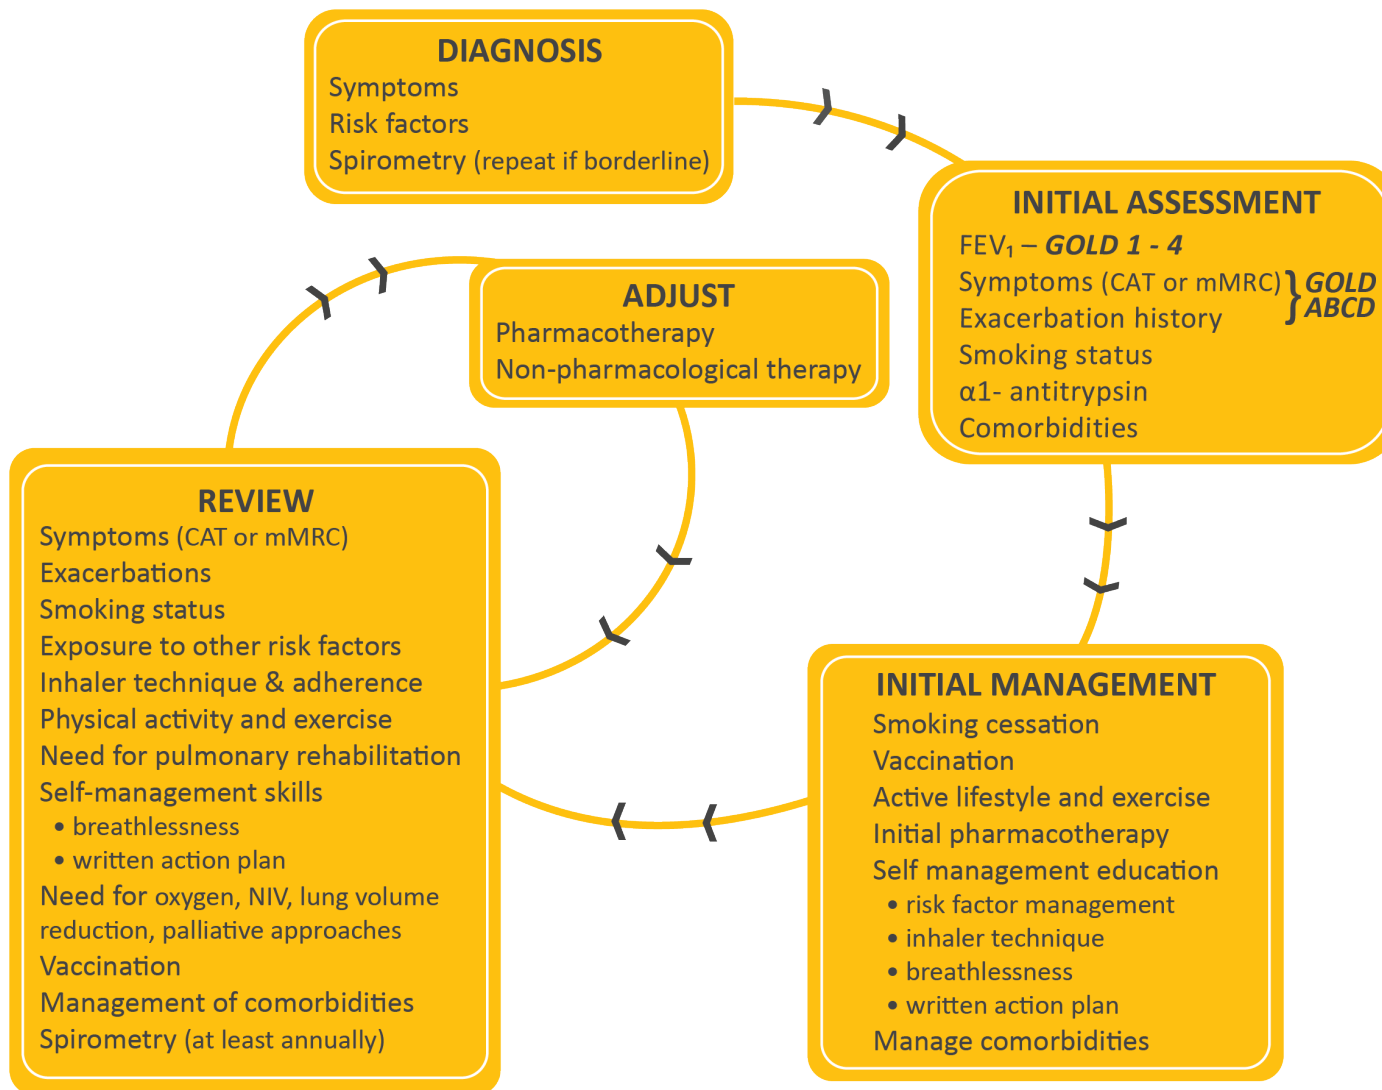 DIAGNOSIS
Symptoms
Risk factors
Spirometry (repeat if borderline)
INITIAL ASSESSMENT
FEV₁ – GOLD 1 - 4
Symptoms (CAT or mMRC) } GOLD
Exacerbation history ABCD
Smoking status
α1- antitrypsin
Comorbidities
ADJUST
Pharmacotherapy
Non-pharmacological therapy
REVIEW
Symptoms (CAT or mMRC)
Exacerbations
Smoking status
Exposure to other risk factors
Inhaler technique & adherence
Physical activity and exercise
Need for pulmonary rehabilitation
Self-management skills
• breathlessness
• written action plan
Need for oxygen, NIV, lung volume
reduction, palliative approaches
Vaccination
Management of comorbidities
Spirometry (at least annually)
INITIAL MANAGEMENT
Smoking cessation
Vaccination
Active lifestyle and exercise
Initial pharmacotherapy
Self management education
• risk factor management
• inhaler technique
• breathlessness
• written action plan
Manage comorbidities